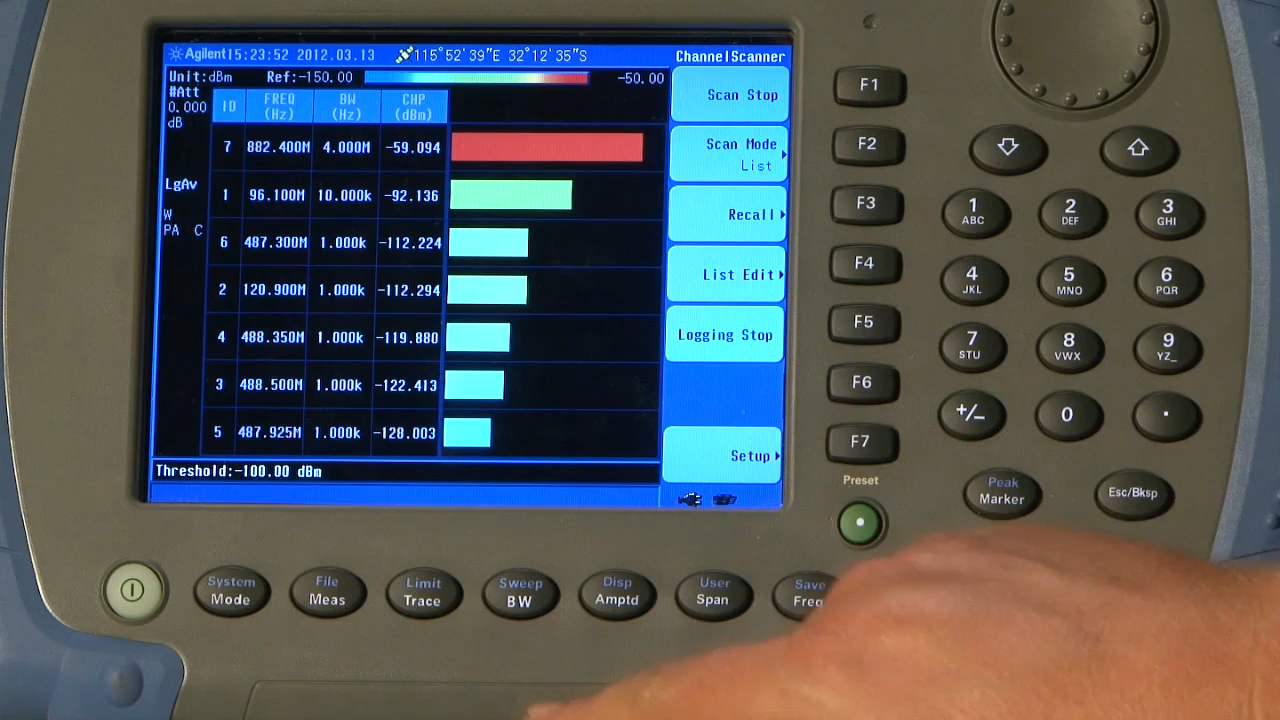 Agilent 15:23:52 2012.03.13 115°52'39"E 32°12'35"S ChannelScanner
Unit:dBm Ref:-150.00 -50.00
#Att
0.000
dB
LgAv
W
PA C
ID FREQ (Hz) BW (Hz) CHP (dBm)
7 882.400M 4.000M -59.094
1 96.100M 10.000k -92.136
6 487.300M 1.000k -112.224
2 120.900M 1.000k -112.294
4 488.350M 1.000k -119.880
3 488.500M 1.000k -122.413
5 487.925M 1.000k -128.003
Threshold:-100.00 dBm
Scan Stop
Scan Mode
List
Recall
List Edit
Logging Stop
Setup
F1
F2
F3
F4
F5
F6
F7
Preset
1 ABC
2 DEF
3 GHI
4 JKL
5 MNO
6 PQR
7 STU
8 VWX
9 YZ_
+/-
0
.
Peak
Marker
Esc/Bksp
System
Mode
File
Meas
Limit
Trace
Sweep
BW
Disp
Amptd
User
Span
Save